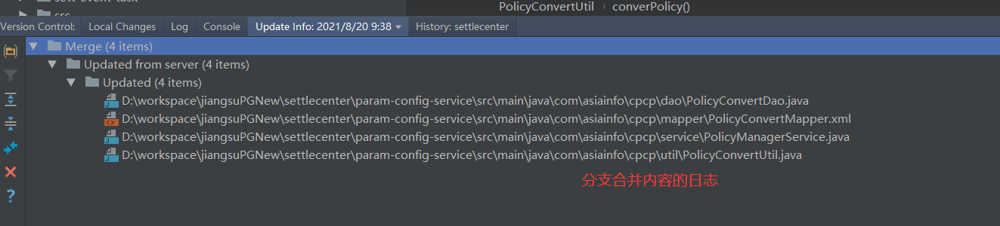 sett-event-task
src
PolicyConvertUtil › converPolicy()
Version Control: Local Changes Log Console Update Info: 2021/8/20 9:38 History: settlecenter
Merge (4 items)
Updated from server (4 items)
Updated (4 items)
D:\workspace\jiangsuPGNew\settlecenter\param-config-service\src\main\java\com\asiainfo\cpcp\dao\PolicyConvertDao.java
D:\workspace\jiangsuPGNew\settlecenter\param-config-service\src\main\java\com\asiainfo\cpcp\mapper\PolicyConvertMapper.xml
D:\workspace\jiangsuPGNew\settlecenter\param-config-service\src\main\java\com\asiainfo\cpcp\service\PolicyManagerService.java
D:\workspace\jiangsuPGNew\settlecenter\param-config-service\src\main\java\com\asiainfo\cpcp\util\PolicyConvertUtil.java
分支合并内容的日志